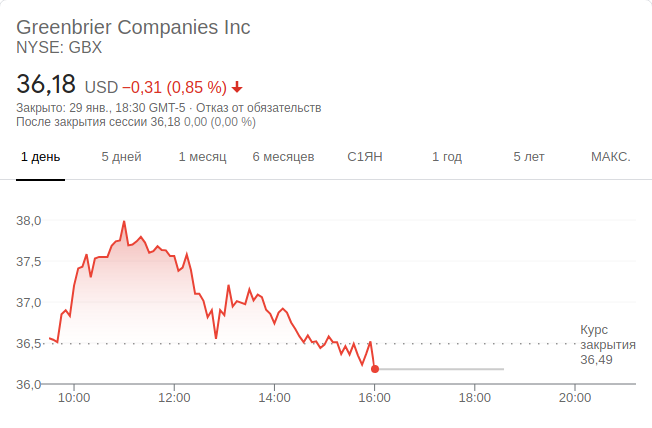 Greenbrier Companies Inc
NYSE: GBX
36,18 USD −0,31 (0,85 %)
Закрыто: 29 янв., 18:30 GMT-5 · Отказ от обязательств
После закрытия сессии 36,18 0,00 (0,00 %)
1 день 5 дней 1 месяц 6 месяцев С1ЯН 1 год 5 лет МАКС.
38,0
37,5
37,0
36,5
36,0
Курс
закрытия
36,49
10:00 12:00 14:00 16:00 18:00 20:00